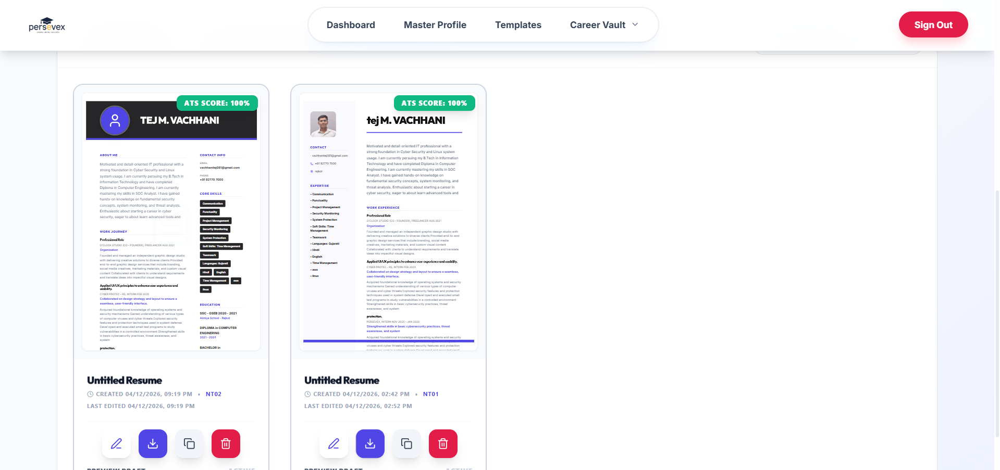 persevex
Dashboard
Master Profile
Templates
Career Vault
Sign Out
ATS SCORE: 100%
TEJ M. VACHHANI
ABOUT ME
Motivated and detail-oriented IT professional with a
strong foundation in Cyber Security and Linux
system usage. I am currently persuing my B.Tech in
Information Technology and have completed
Diploma in Computer Engineering. I am currently
mastering my skills in SOC Analyst. I have gained
hands-on knowledge on fundamental security
concepts, system monitoring, and threat analysis.
Enthusiastic about starting a career in cyber
security, eager to about learn advanced tools and
WORK JOURNEY
Professional Role
O'CLOCK STUDIO (CO - FOUNDER), FREELANCER AUG 2021
Organization
Founded and managed an independent graphic design studio
with delivering creative solutions to diverse clients Provided
end-to-end graphic design services that include branding,
social media creatives, marketing materials, and custom visual
content Collaborated with clients to understand requirements
and translate ideas into impactful visual designs.
Applied UI/UX principles to enhance user experience and
usability.
CYBER PROTEC - RS, INTERN FEB 2025
Collaborated on design strategy and layout to ensure a
seamless, user-friendly interface.
Acquired foundational knowledge of operating systems and
security mechanisms Gained understanding of various types
of computer viruses and cyber threats Explored security
features and protection techniques used in system defense
Devel oped and executed small test programs to study
vulnerabilities in a controlled environment Strengthened skills
in basic cybersecurity practices, threat awareness, and
system
protection.
CONTACT INFO
EMAIL
vachhanitej081@gmail.com
PHONE
+91 92770 7000
CORE SKILLS
Communication
Punctuality
Project Management
Security Monitoring
System Protection
Soft Skills: Time Management
Teamwork
Languages: Gujarati
Hindi
English
Time Management
aws
linux
EDUCATION
SSC - GSEB 2020 - 2021
Atmiya School - Rajkot
DIPLOMA in COMPUTER
ENGINERING
2021 - 2024
BACHELOR in
Untitled Resume
CREATED 04/12/2026, 09:19 PM • NT02
LAST EDITED 04/12/2026, 09:19 PM
PREVIEW DRAFT
ACTIVE
ATS SCORE: 100%
tej M. VACHHANI
CONTACT
vachhanitej081@gmail.com
+91 92770 7000
rajkot
EXPERTISE
• Communication
• Punctuality
• Project Management
• Security Monitoring
• System Protection
• Soft Skills: Time
Management
• Teamwork
• Languages: Gujarati
• Hindi
• English
• Time Management
• aws
• linux
Motivated and detail-oriented IT professional with a
strong foundation in Cyber Security and Linux system
usage. I am currently persuing my B.Tech in Information
Technology and have completed Diploma in Computer
Engineering. I am currently mastering my skills in SOC
Analyst. I have gained hands-on knowledge on
fundamental security concepts, system monitoring, and
threat analysis. Enthusiastic about starting a career in
cyber security, eager to about learn advanced tools and
WORK EXPERIENCE
Professional Role
O'CLOCK STUDIO (CO - FOUNDER), FREELANCER AUG 2021
Organization
Founded and managed an independent graphic design studio with
delivering creative solutions to diverse clients Provided end-to-end
graphic design services that include branding, social media
creatives, marketing materials, and custom visual content
Collaborated with clients to understand requirements and translate
ideas into impactful visual designs.
Applied UI/UX principles to enhance user experience and usability.
CYBER PROTEC - RS, INTERN FEB 2025
Collaborated on design strategy and layout to ensure a seamless,
user-friendly interface.
Acquired foundational knowledge of operating systems and security
mechanisms Gained understanding of various types of computer
viruses and cyber threats Explored security features and protection
techniques used in system defense Devel oped and executed small
test programs to study vulnerabilities in a controlled environment
Strengthened skills in basic cybersecurity practices, threat
awareness, and system
protection.
PERSEVEX, INTERN NOV 2025 - JAN 2026
Strengthened skills in basic cybersecurity practices, threat
awareness, and system
Acquired foundational knowledge of operating systems and security
viruses and cyber threats Explored security features and protection
Untitled Resume
CREATED 04/12/2026, 02:42 PM • NT01
LAST EDITED 04/12/2026, 02:52 PM
PREVIEW DRAFT
ACTIVE